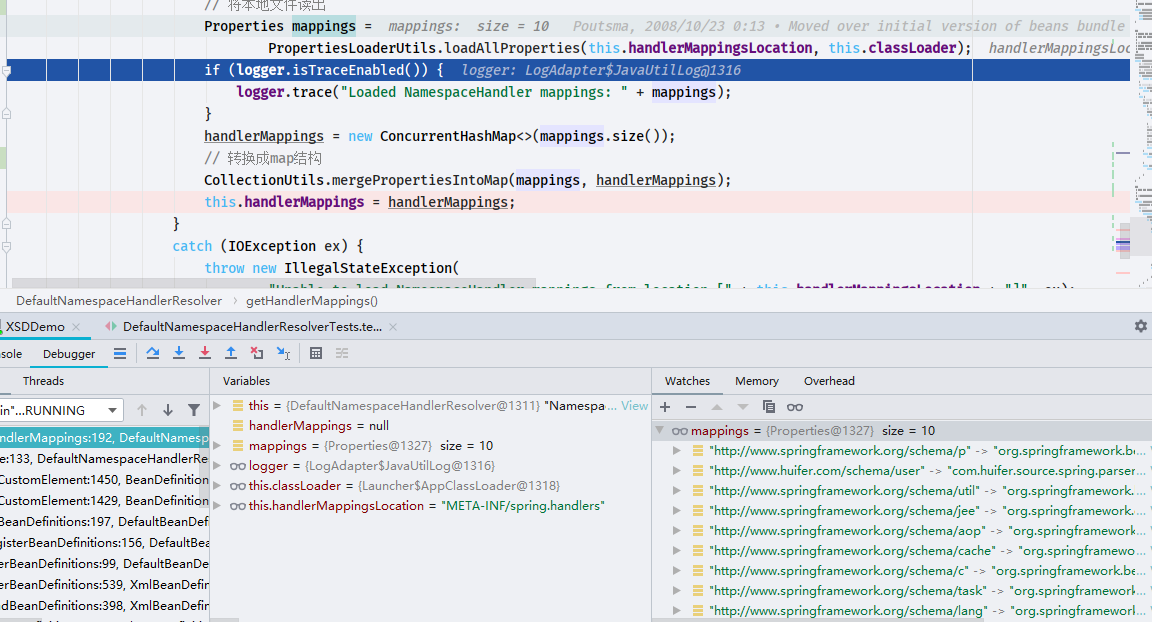 // 将本地文件读出
Properties mappings = mappings: size = 10 Poutsma, 2008/10/23 0:13 • Moved over initial version of beans bundle
PropertiesLoaderUtils.loadAllProperties(this.handlerMappingsLocation, this.classLoader); handlerMappingsLoc
if (logger.isTraceEnabled()) { logger: LogAdapter$JavaUtilLog@1316
logger.trace("Loaded NamespaceHandler mappings: " + mappings);
}
handlerMappings = new ConcurrentHashMap<>(mappings.size());
// 转换成map结构
CollectionUtils.mergePropertiesIntoMap(mappings, handlerMappings);
this.handlerMappings = handlerMappings;
}
catch (IOException ex) {
throw new IllegalStateException(
DefaultNamespaceHandlerResolver › getHandlerMappings()
XSDDemo × DefaultNamespaceHandlerResolverTests.te... ×
sole Debugger
Threads
in"...RUNNING
ndlerMappings:192, DefaultNamesp
e:133, DefaultNamespaceHandlerRe
CustomElement:1450, BeanDefinition
CustomElement:1429, BeanDefinition
BeanDefinitions:197, DefaultBeanDef
gisterBeanDefinitions:156, DefaultBea
erBeanDefinitions:99, DefaultBeanDe
erBeanDefinitions:539, XmlBeanDefin
dBeanDefinitions:398, XmlBeanDefin
Variables
this = {DefaultNamespaceHandlerResolver@1311} "Namespa... View
handlerMappings = null
mappings = {Properties@1327} size = 10
logger = {LogAdapter$JavaUtilLog@1316}
this.classLoader = {Launcher$AppClassLoader@1318}
this.handlerMappingsLocation = "META-INF/spring.handlers"
Watches Memory Overhead
mappings = {Properties@1327} size = 10
"http://www.springframework.org/schema/p" -> "org.springframework.b...
"http://www.huifer.com/schema/user" -> "com.huifer.source.spring.parser...
"http://www.springframework.org/schema/util" -> "org.springframework....
"http://www.springframework.org/schema/jee" -> "org.springframework....
"http://www.springframework.org/schema/aop" -> "org.springframework....
"http://www.springframework.org/schema/cache" -> "org.springframewo...
"http://www.springframework.org/schema/c" -> "org.springframework.be...
"http://www.springframework.org/schema/task" -> "org.springframework...
"http://www.springframework.org/schema/lang" -> "org.springframework...